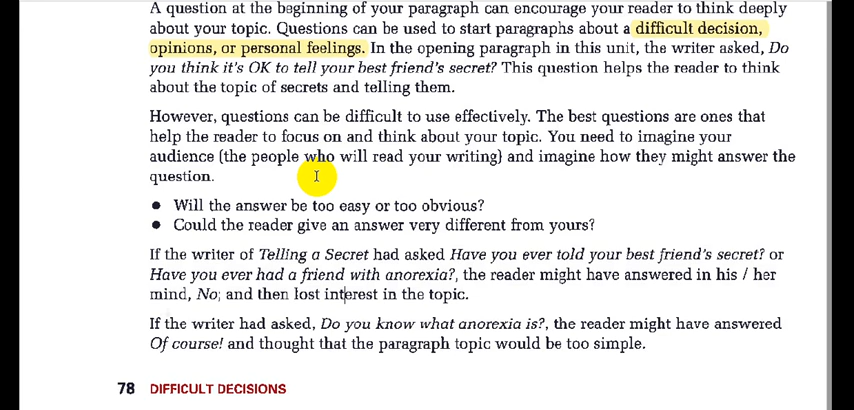 A question at the beginning of your paragraph can encourage your reader to think deeply
about your topic. Questions can be used to start paragraphs about a difficult decision,
opinions, or personal feelings. In the opening paragraph in this unit, the writer asked, Do
you think it's OK to tell your best friend's secret? This question helps the reader to think
about the topic of secrets and telling them.
However, questions can be difficult to use effectively. The best questions are ones that
help the reader to focus on and think about your topic. You need to imagine your
audience (the people who will read your writing) and imagine how they might answer the
question.
• Will the answer be too easy or too obvious?
• Could the reader give an answer very different from yours?
If the writer of Telling a Secret had asked Have you ever told your best friend's secret? or
Have you ever had a friend with anorexia?, the reader might have answered in his / her
mind, No; and then lost interest in the topic.
If the writer had asked, Do you know what anorexia is?, the reader might have answered
Of course! and thought that the paragraph topic would be too simple.
78 DIFFICULT DECISIONS